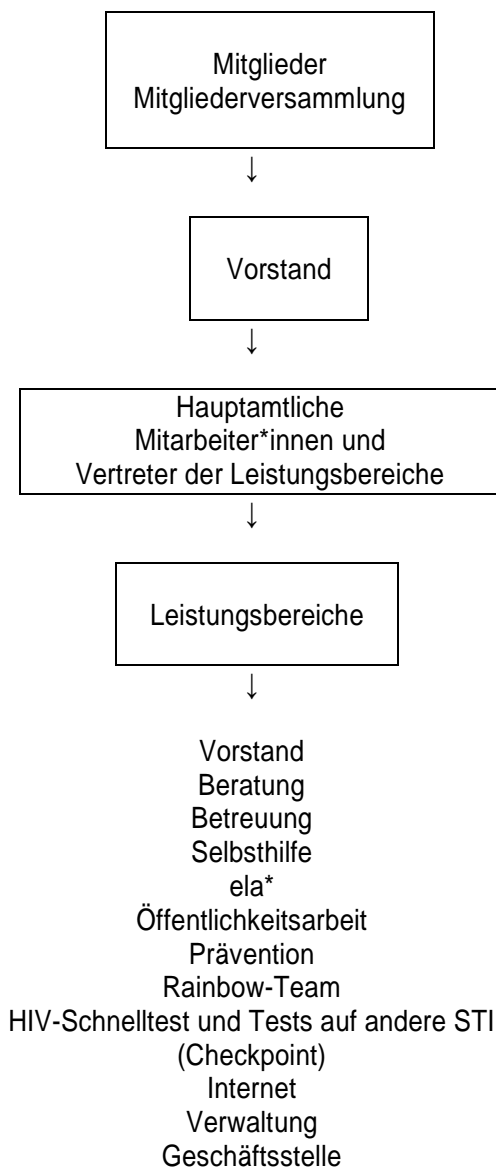 Mitglieder
Mitgliederversammlung
↓
Vorstand
↓
Hauptamtliche
Mitarbeiter*innen und
Vertreter der Leistungsbereiche
↓
Leistungsbereiche
↓
Vorstand
Beratung
Betreuung
Selbsthilfe
ela*
Öffentlichkeitsarbeit
Prävention
Rainbow-Team
HIV-Schnelltest und Tests auf andere STI
(Checkpoint)
Internet
Verwaltung
Geschäftsstelle